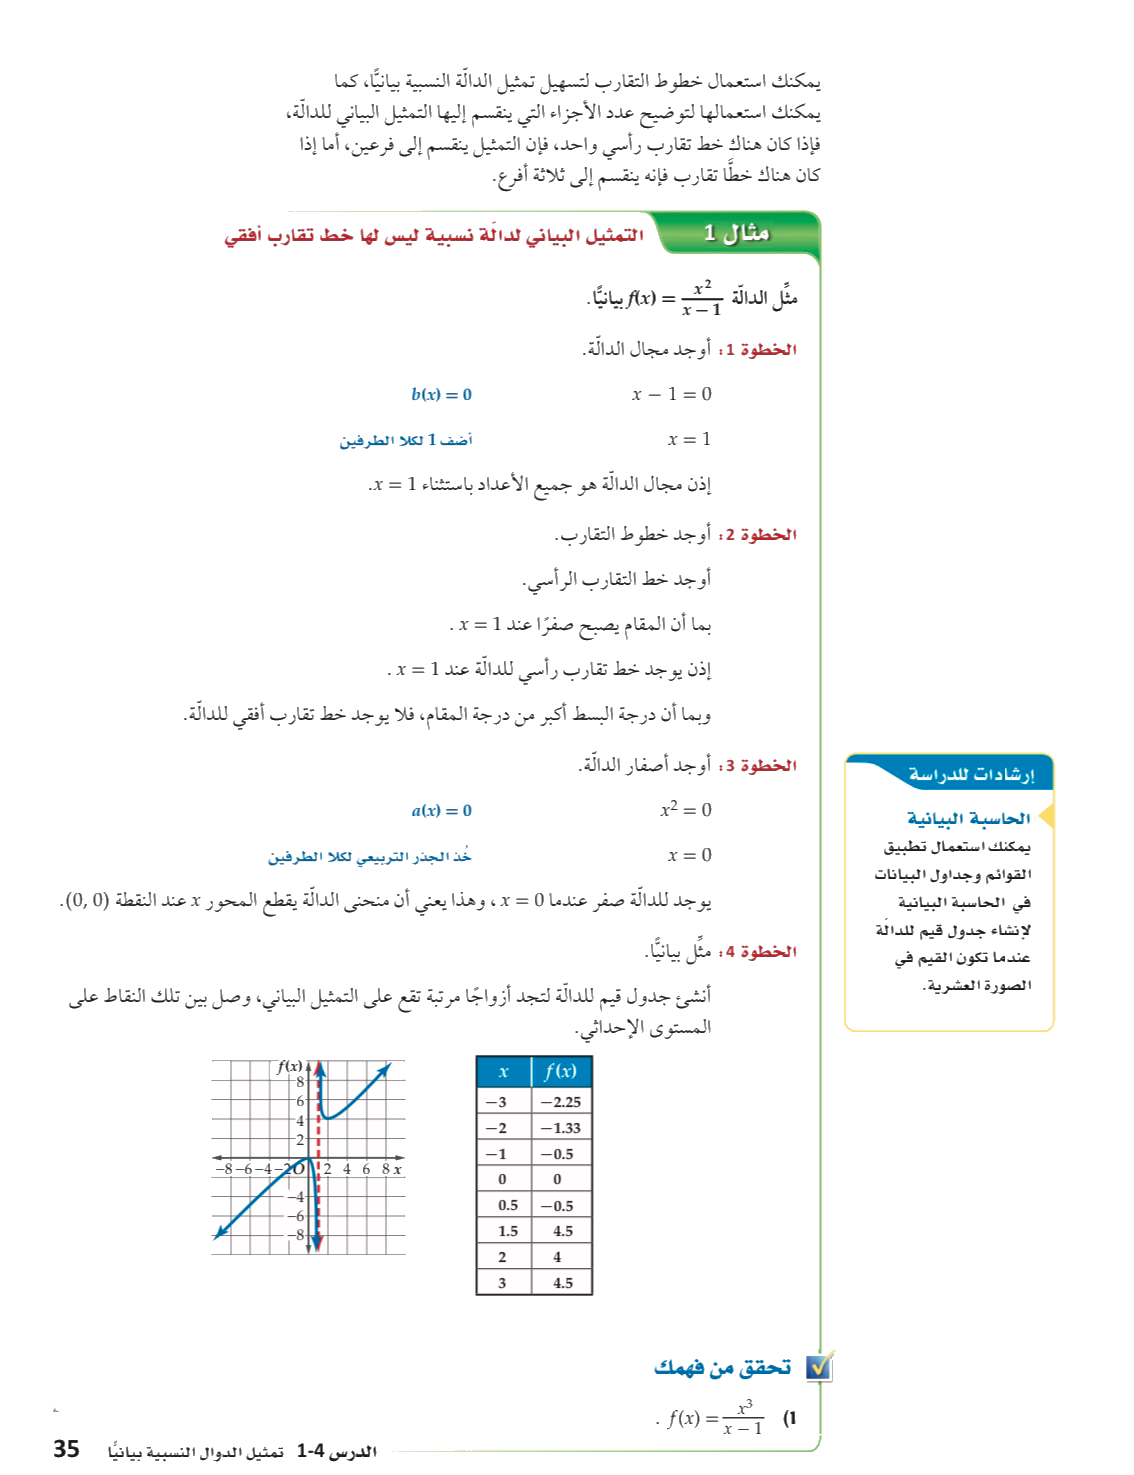 يمكنك استعمال خطوط التقارب لتسهيل تمثيل الدالّة النسبية بيانيًّا، كما
يمكنك استعمالها لتوضيح عدد الأجزاء التي ينقسم إليها التمثيل البياني للدالّة،
فإذا كان هناك خط تقارب رأسي واحد، فإن التمثيل ينقسم إلى فرعين، أما إذا
كان هناك خطَّا تقارب فإنه ينقسم إلى ثلاثة أفرع.
مثال 1 التمثيل البياني لدالّة نسبية ليس لها خط تقارب أفقي
مثِّل الدالّة f(x) = x²/(x − 1) بيانيًّا.
الخطوة 1: أوجد مجال الدالّة.
x − 1 = 0 b(x) = 0
x = 1 أضف 1 لكلا الطرفين
إذن مجال الدالّة هو جميع الأعداد باستثناء x = 1.
الخطوة 2: أوجد خطوط التقارب.
أوجد خط التقارب الرأسي.
بما أن المقام يصبح صفرًا عند x = 1 .
إذن يوجد خط تقارب رأسي للدالّة عند x = 1 .
وبما أن درجة البسط أكبر من درجة المقام، فلا يوجد خط تقارب أفقي للدالّة.
الخطوة 3: أوجد أصفار الدالّة.
x² = 0 a(x) = 0
x = 0 خُذ الجذر التربيعي لكلا الطرفين
يوجد للدالّة صفر عندما x = 0 ، وهذا يعني أن منحنى الدالّة يقطع المحور x عند النقطة (0, 0).
الخطوة 4: مثِّل بيانيًّا.
أنشئ جدول قيم للدالّة لتجد أزواجًا مرتبة تقع على التمثيل البياني، وصل بين تلك النقاط على
المستوى الإحداثي.
x f(x)
−3 −2.25
−2 −1.33
−1 −0.5
0 0
0.5 −0.5
1.5 4.5
2 4
3 4.5
f(x)
8
6
4
2
−8 −6 −4 −2 O 2 4 6 8 x
−4
−6
−8
إرشادات للدراسة
الحاسبة البيانية
يمكنك استعمال تطبيق
القوائم وجداول البيانات
في الحاسبة البيانية
لإنشاء جدول قيم للدالّة
عندما تكون القيم في
الصورة العشرية.
تحقق من فهمك
1) f(x) = x³/(x − 1) .
الدرس 4-1 تمثيل الدوال النسبية بيانيًّا 35